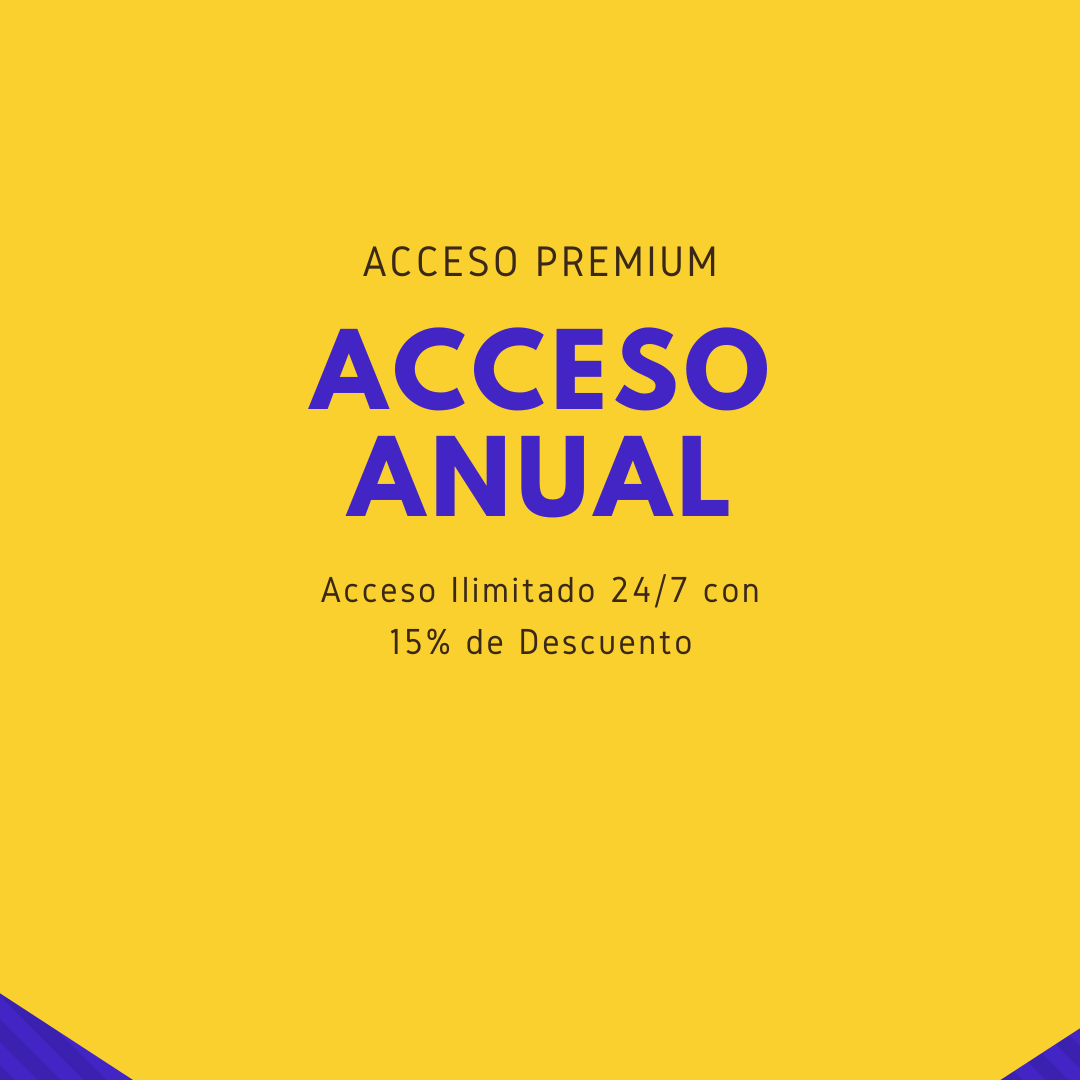 ACCESO PREMIUM
ACCESO
ANUAL
Acceso Ilimitado 24/7 con
15% de Descuento